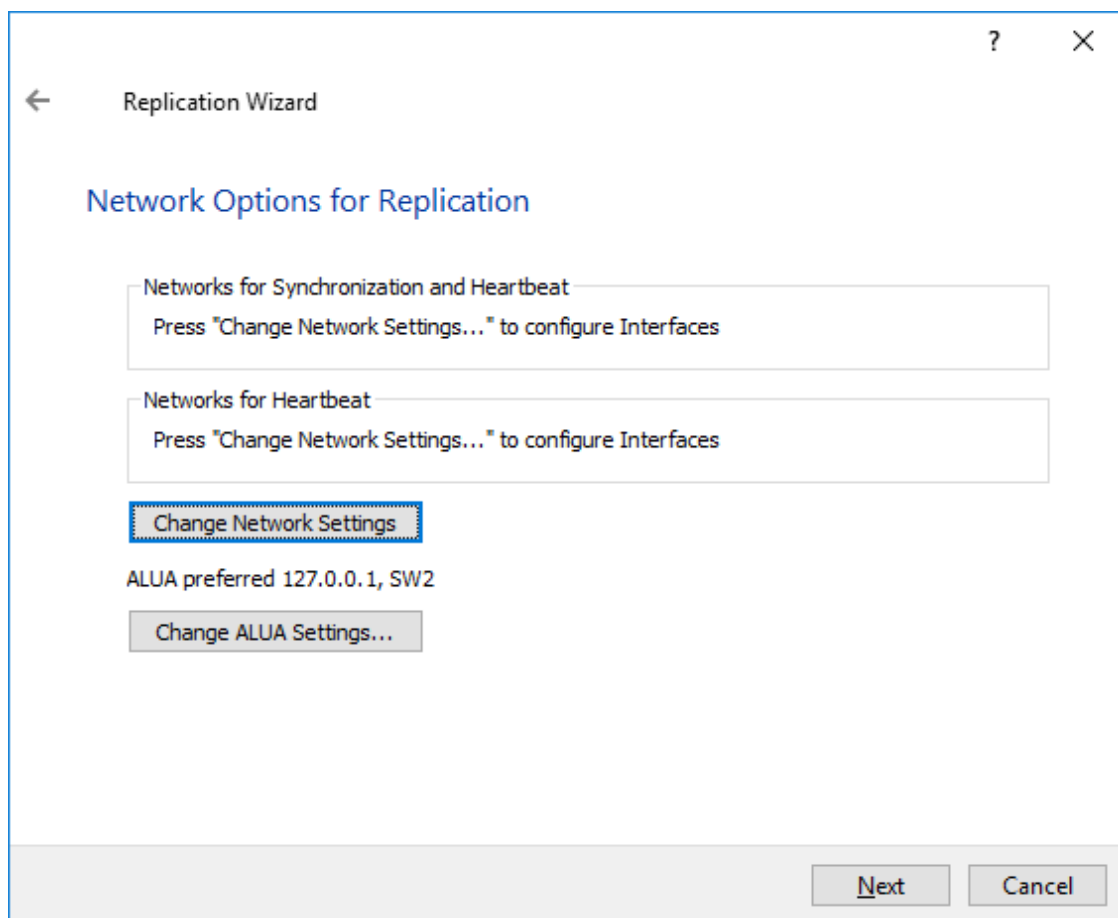 ?
Replication Wizard
Network Options for Replication
Networks for Synchronization and Heartbeat
Press "Change Network Settings..." to configure Interfaces
Networks for Heartbeat
Press "Change Network Settings..." to configure Interfaces
Change Network Settings
ALUA preferred 127.0.0.1, SW2
Change ALUA Settings...
Next
Cancel